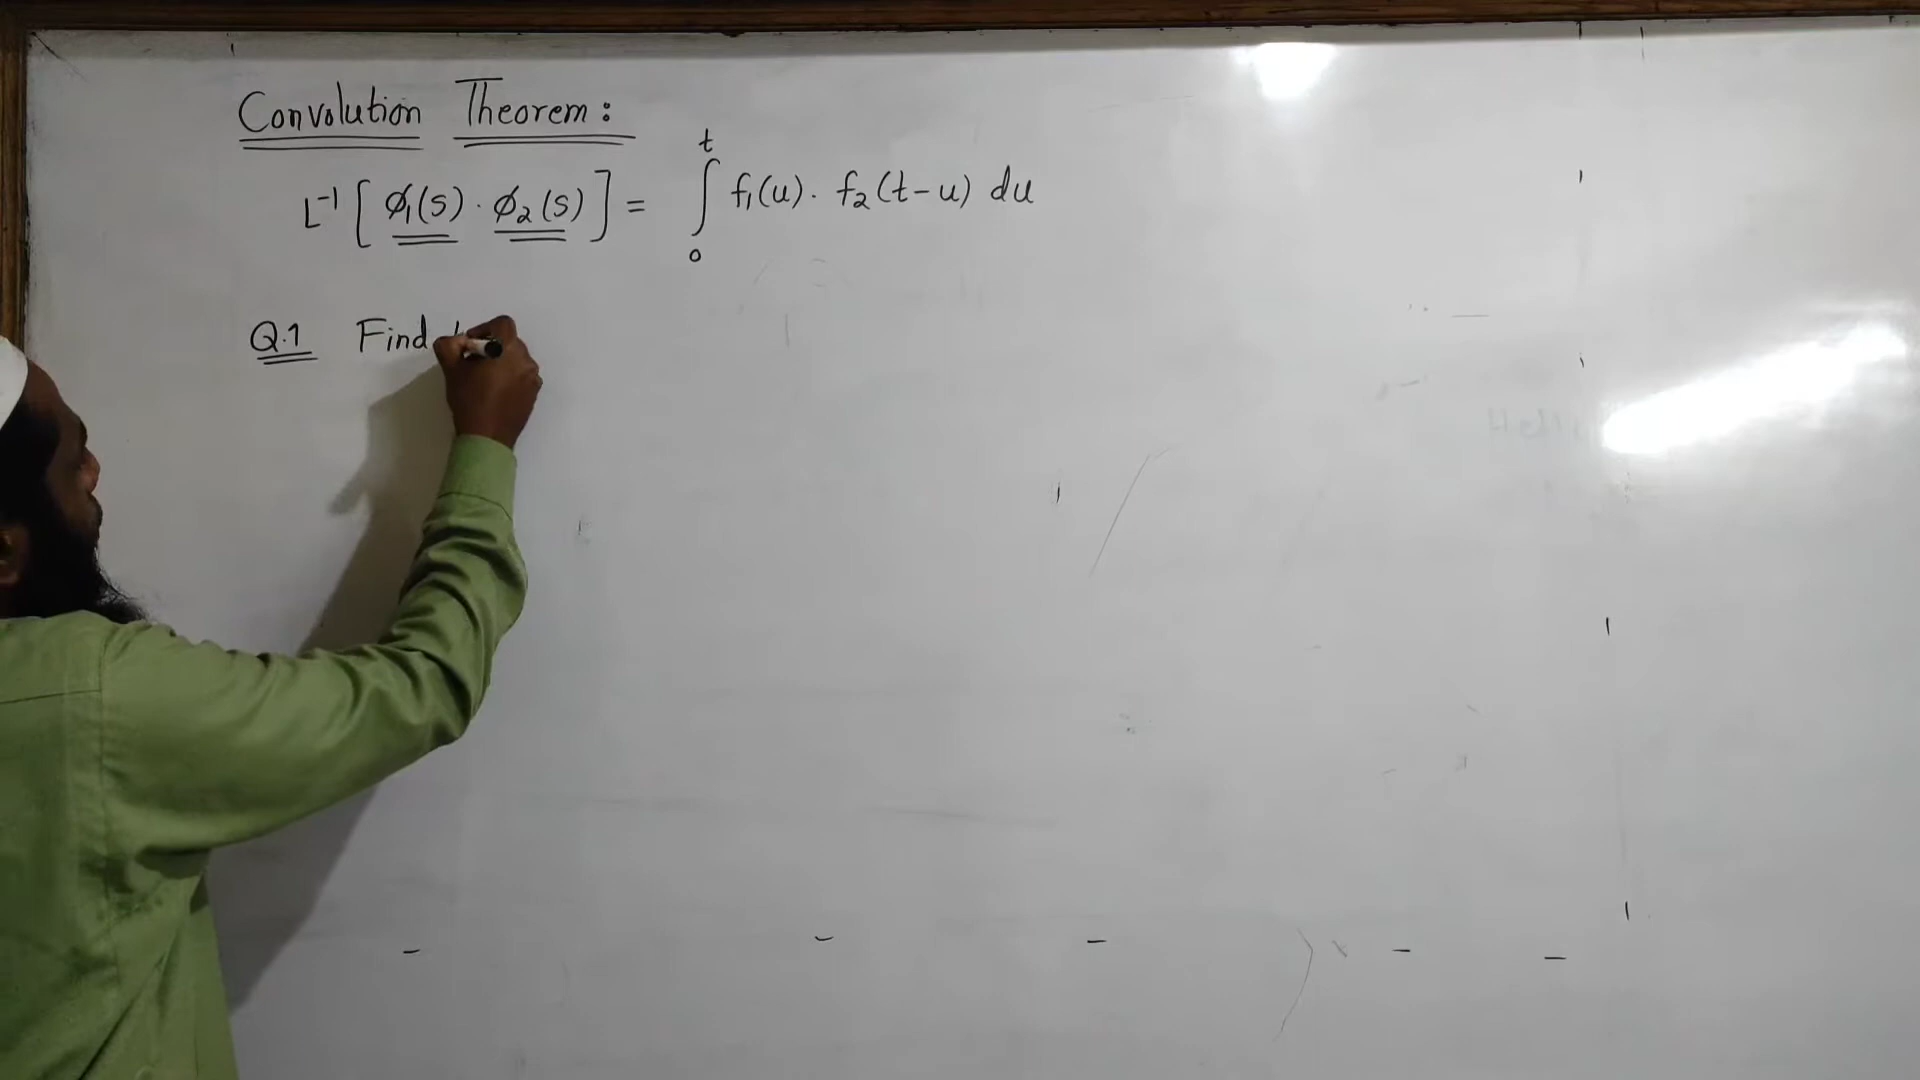 Convolution Theorem:
L⁻¹ [ ϕ₁(s) · ϕ₂(s) ] = ∫₀ᵗ f₁(u) · f₂(t-u) du
Q.1 Find